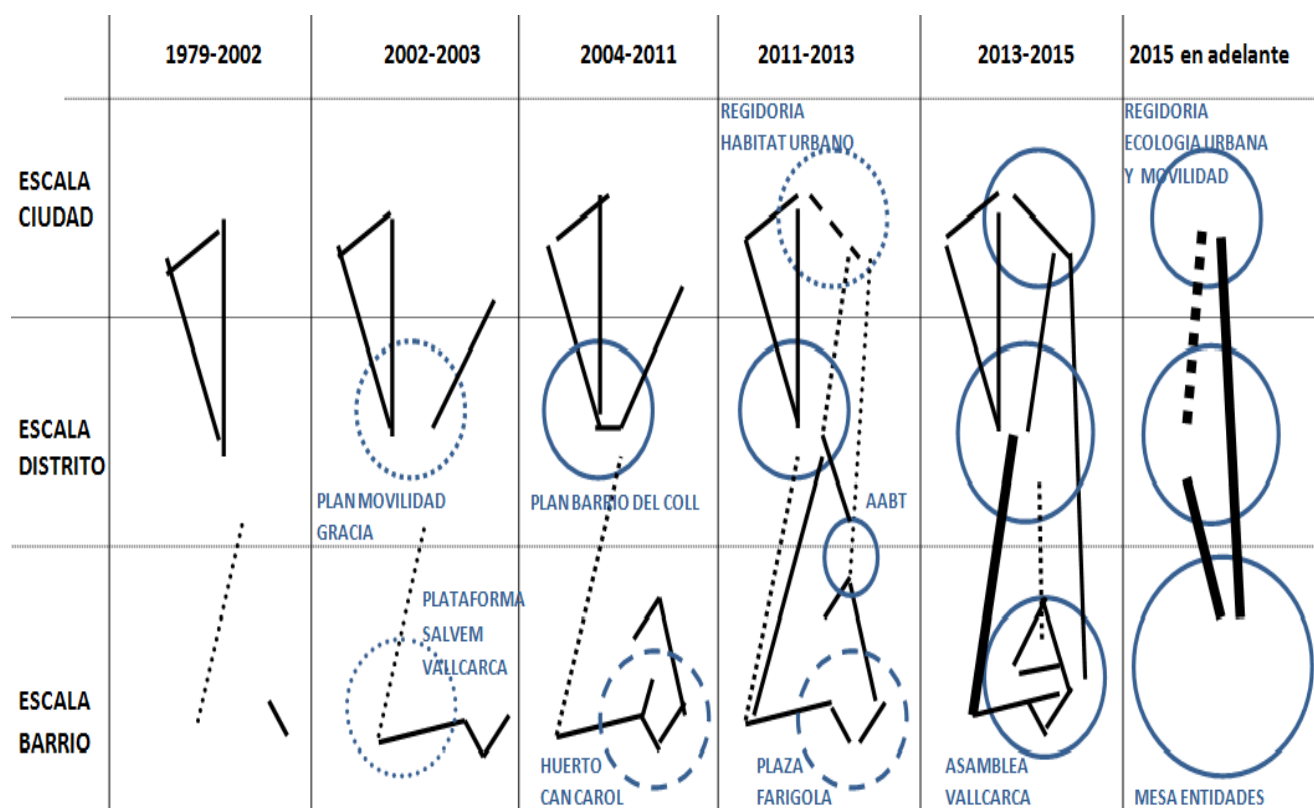 1979-2002
2002-2003
2004-2011
2011-2013
2013-2015
2015 en adelante
ESCALA
CIUDAD
REGIDORIA
HABITAT URBANO
REGIDORIA
ECOLOGIA URBANA
Y MOVILIDAD
ESCALA
DISTRITO
PLAN MOVILIDAD
GRACIA
PLAN BARRIO DEL COLL
AABT
ESCALA
BARRIO
PLATAFORMA
SALVEM
VALLCARCA
HUERTO
CAN CAROL
PLAZA
FARIGOLA
ASAMBLEA
VALLCARCA
MESA ENTIDADES